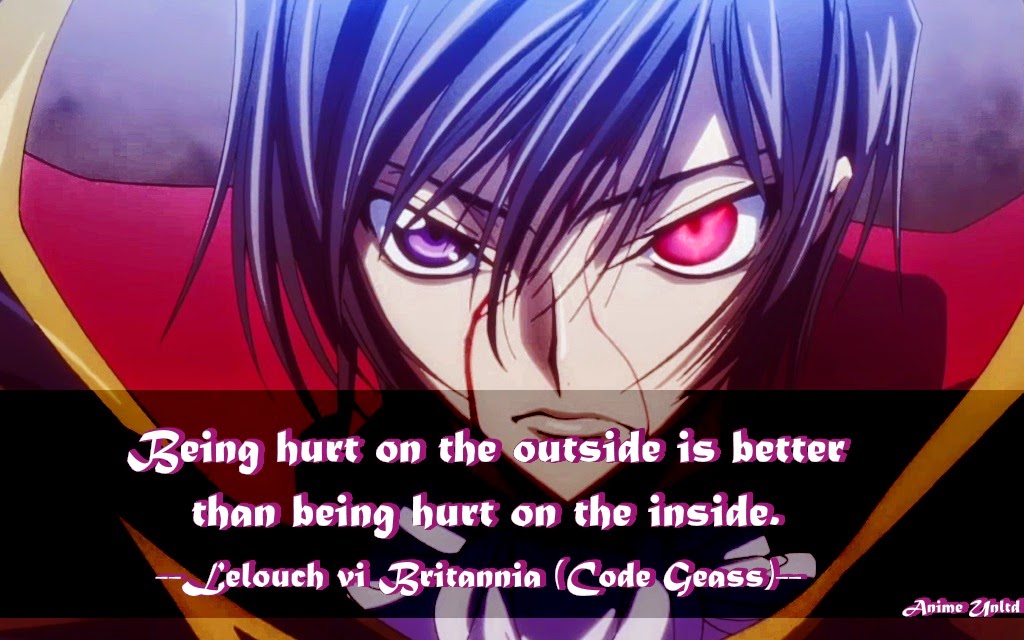 Being hurt on the outside is better
than being hurt on the inside.
--Lelouch vi Britannia (Code Geass)--
Anime Unltd